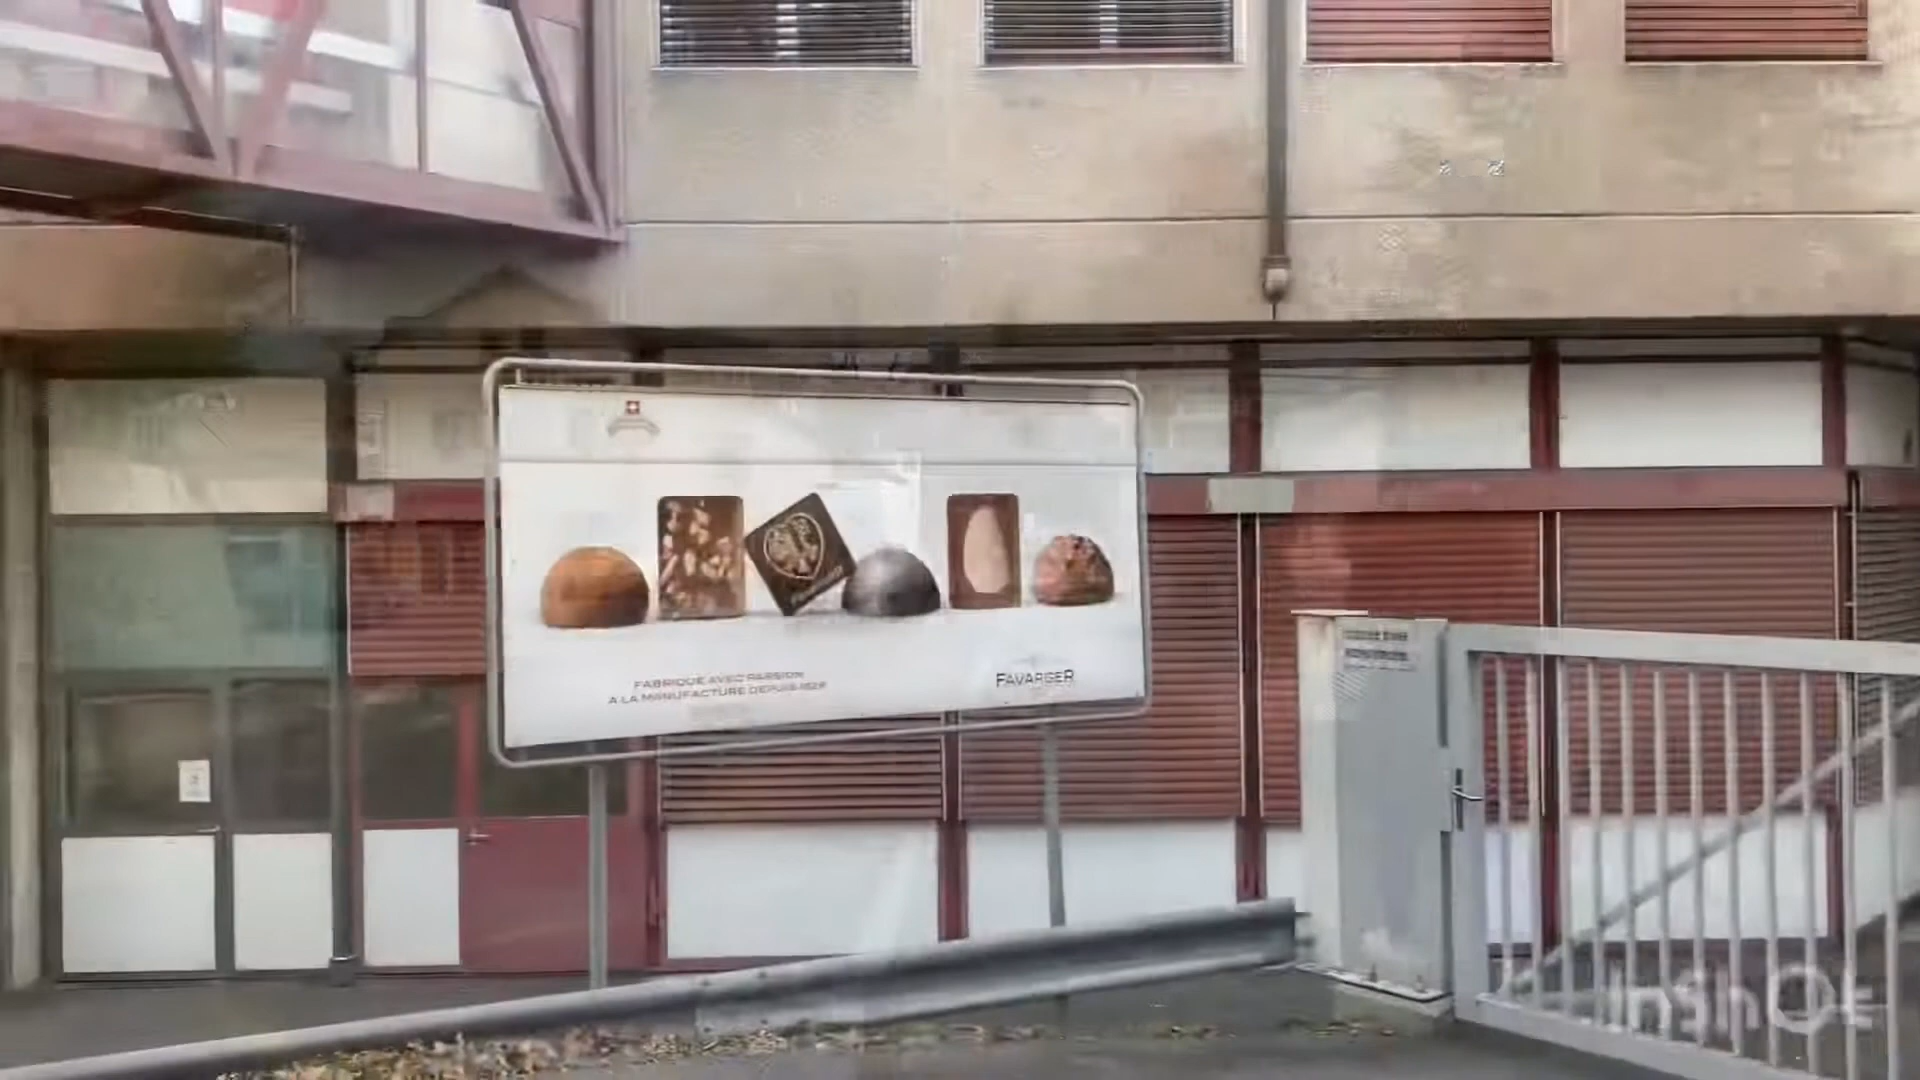 FABRIQUÉ AVEC PASSION
A LA MANUFACTURE DEPUIS 1826
FAVARGER
InShOt